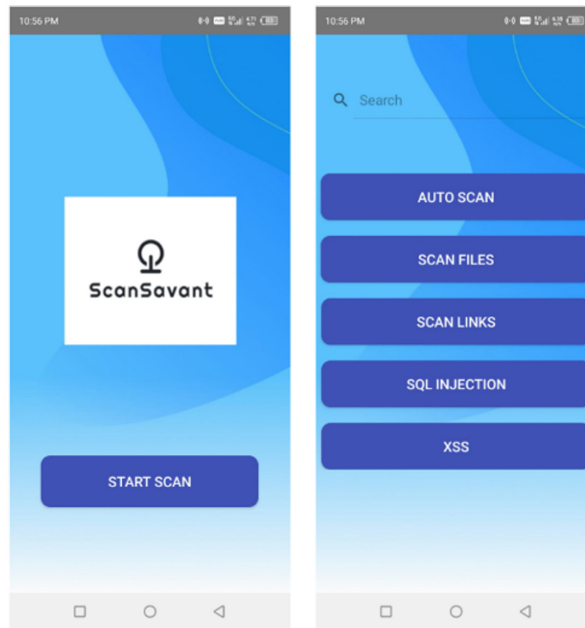 10:56 PM
ScanSavant
START SCAN
10:56 PM
Search
AUTO SCAN
SCAN FILES
SCAN LINKS
SQL INJECTION
XSS